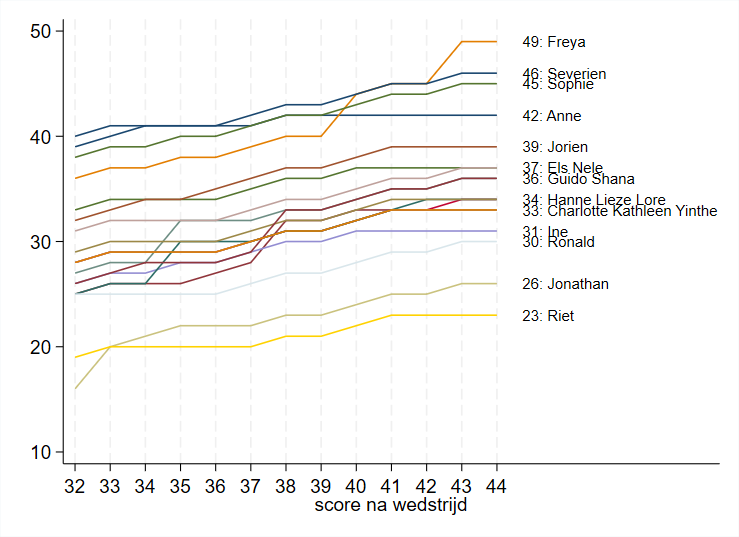 50
40
30
20
10
49: Freya
46: Severien
45: Sophie
42: Anne
39: Jorien
37: Els Nele
36: Guido Shana
34: Hanne Lieze Lore
33: Charlotte Kathleen Yinthe
31: Ine
30: Ronald
26: Jonathan
23: Riet
32 33 34 35 36 37 38 39 40 41 42 43 44
score na wedstrijd